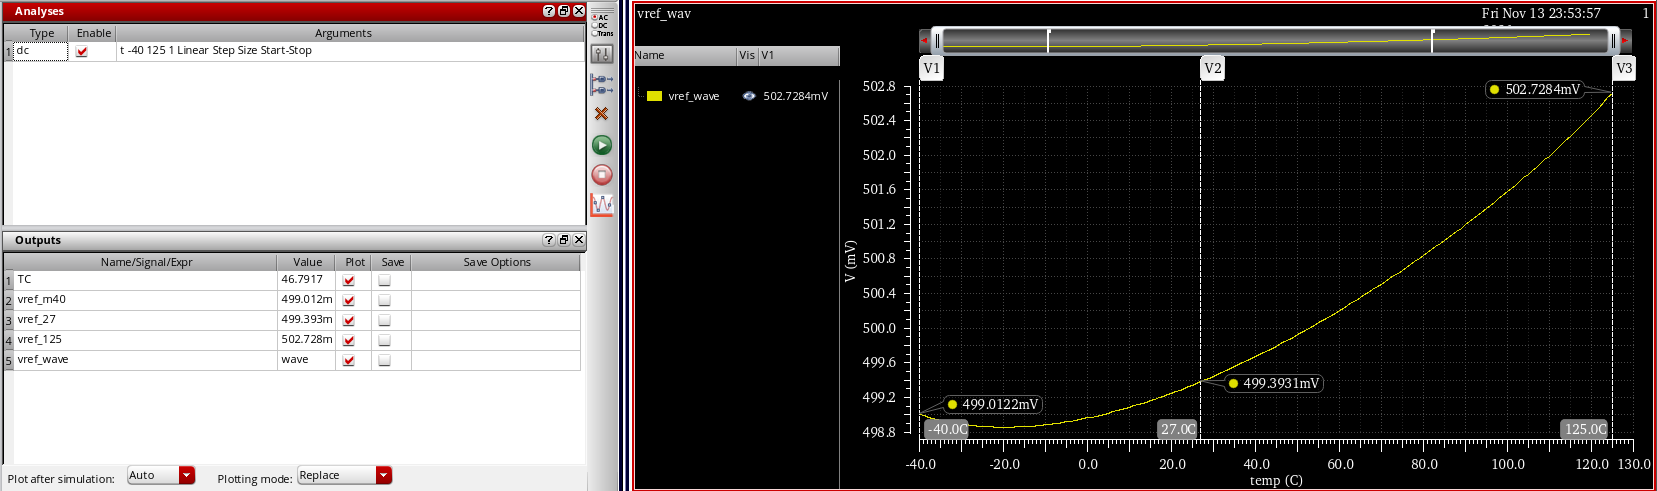 Analyses
Type Enable Arguments
1 dc t -40 125 1 Linear Step Size Start-Stop
AC
DC
Trans
Outputs
Name/Signal/Expr Value Plot Save Save Options
1 TC 46.7917
2 vref_m40 499.012m
3 vref_27 499.393m
4 vref_125 502.728m
5 vref_wave wave
Plot after simulation: Auto Plotting mode: Replace
vref_wav Fri Nov 13 23:53:57 1
Name Vis V1
vref_wave 502.7284mV
V1 V2 V3
502.8
502.4
502.0
501.6
501.2
500.8
500.4
500.0
499.6
499.2
498.8
V (mV)
502.7284mV
499.3931mV
499.0122mV
-40.0C 27.0C 125.0C
-40.0 -20.0 0.0 20.0 40.0 60.0 80.0 100.0 120.0 130.0
temp (C)